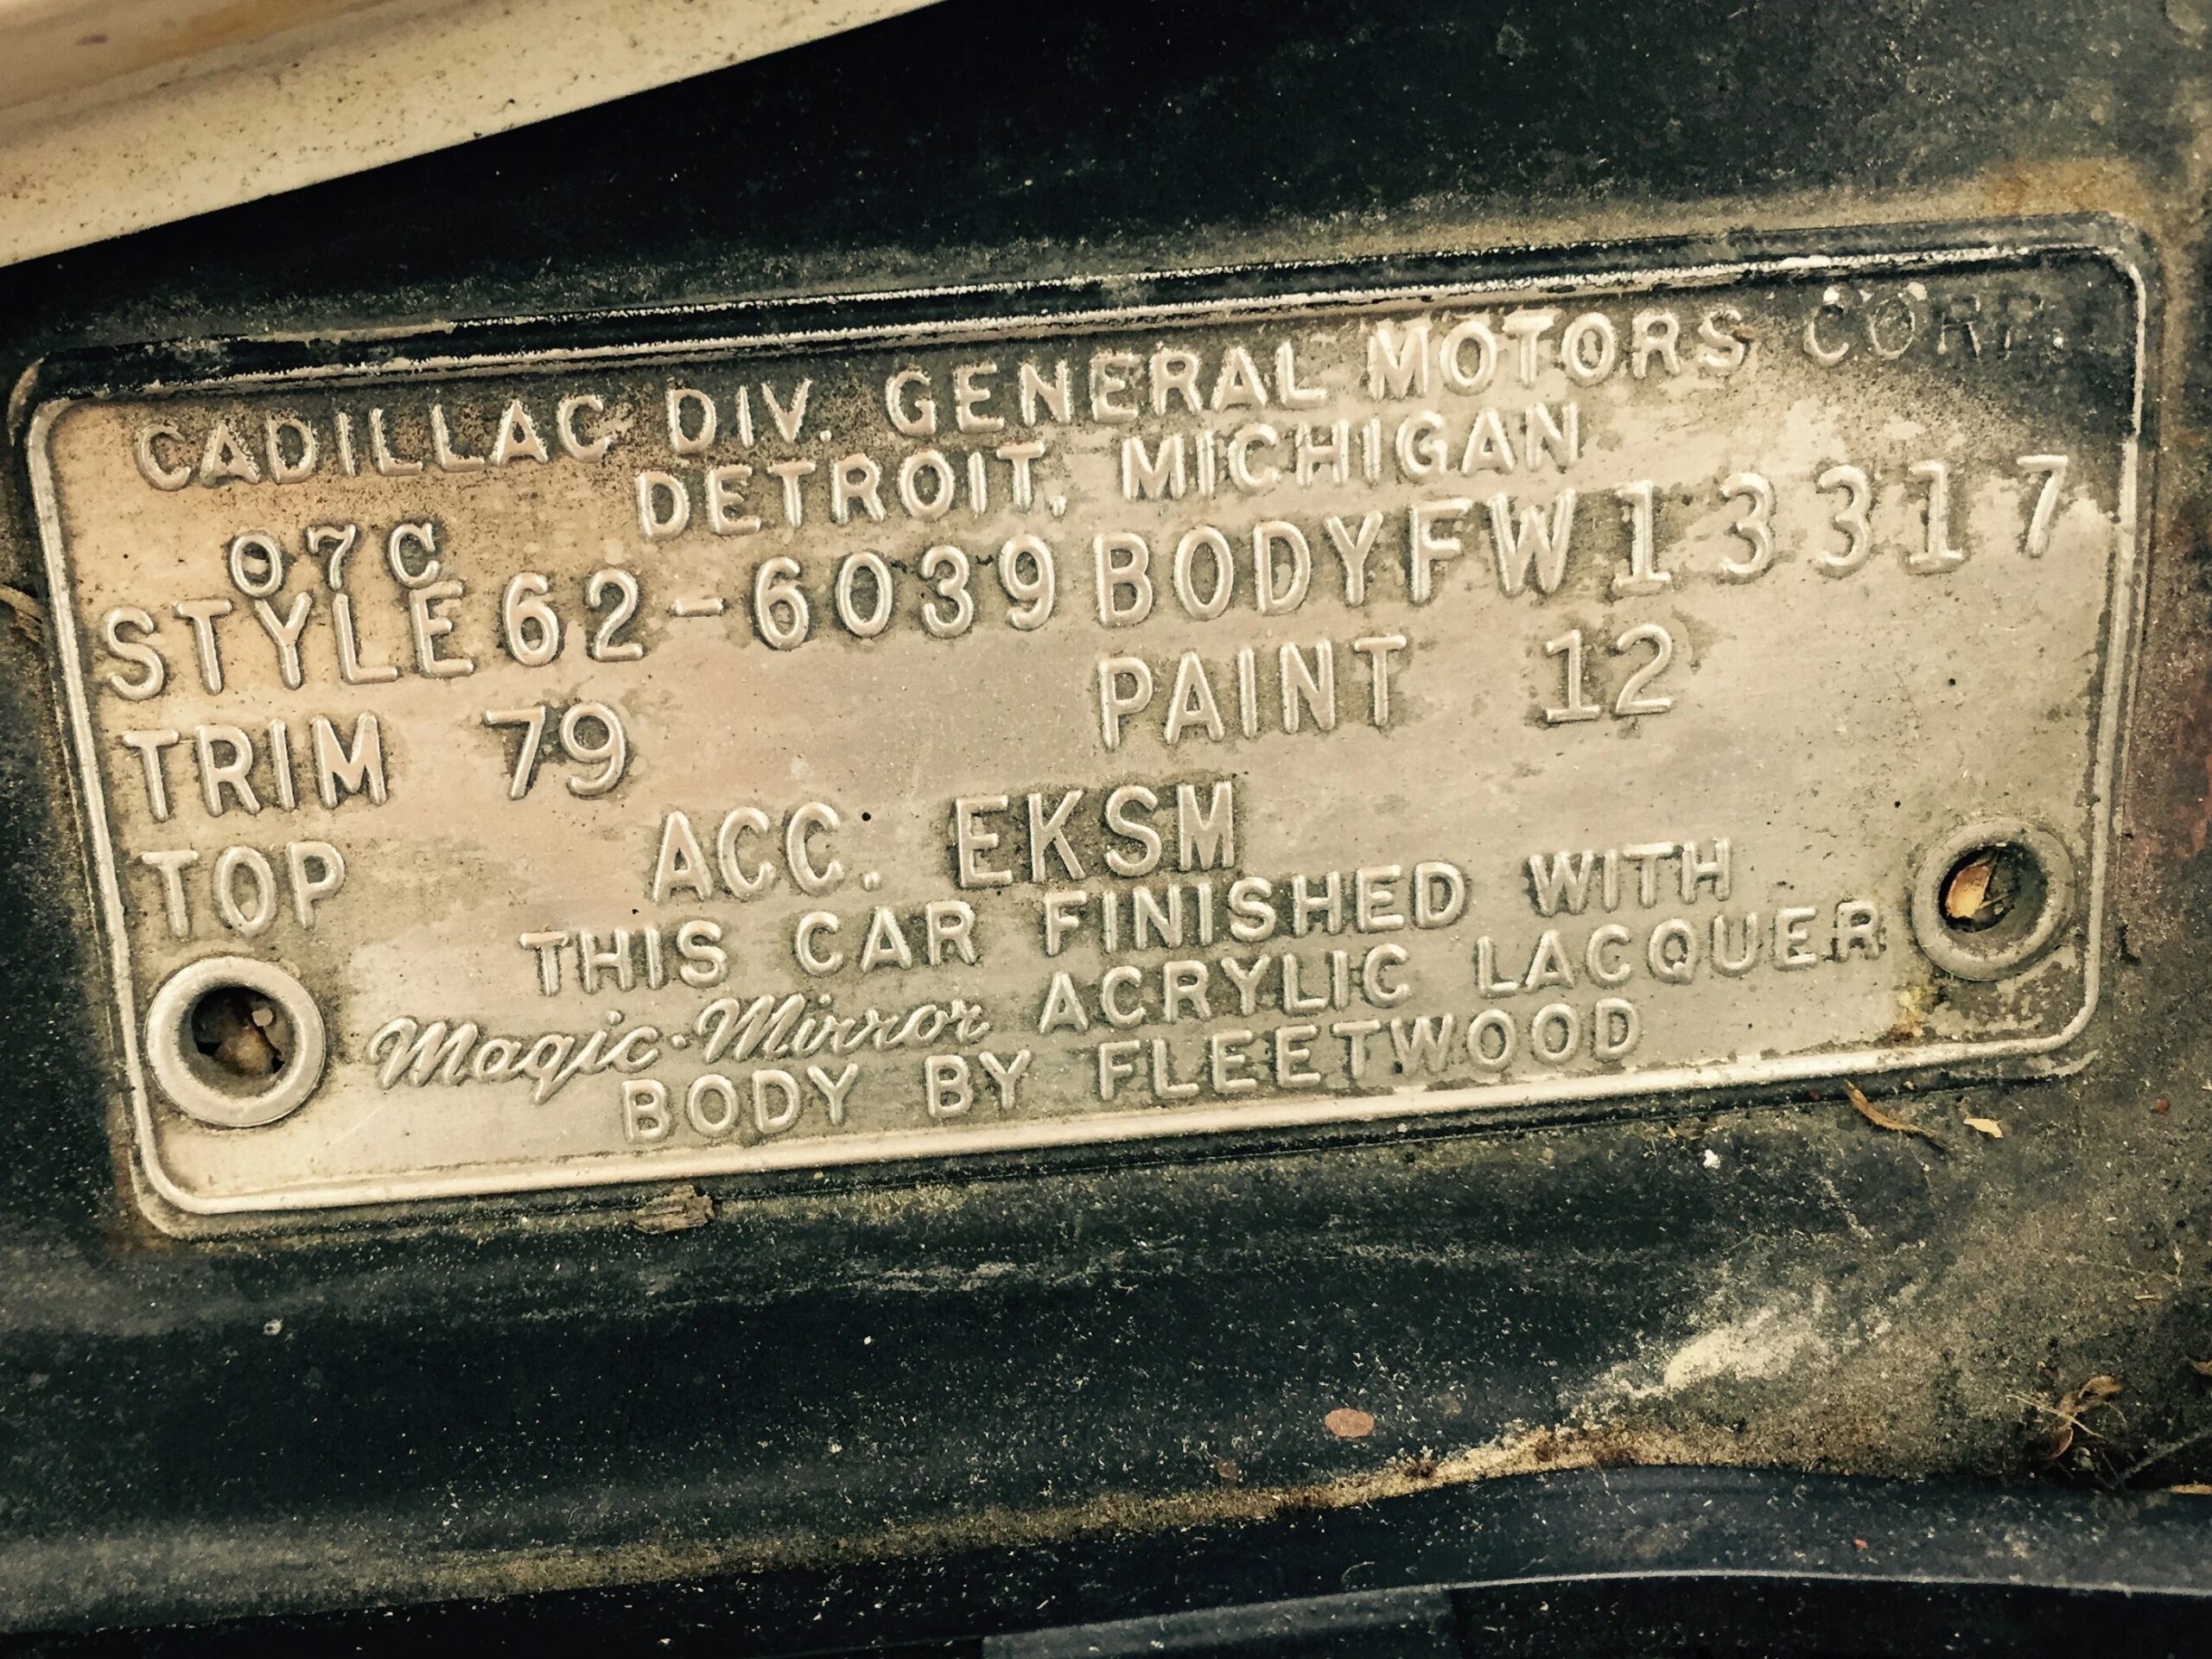 CADILLAC DIV. GENERAL MOTORS CORP.
DETROIT, MICHIGAN
07C
STYLE 62-6039 BODY FW 13317
TRIM 79 PAINT 12
TOP ACC. EKSM
THIS CAR FINISHED WITH
Magic-Mirror ACRYLIC LACQUER
BODY BY FLEETWOOD